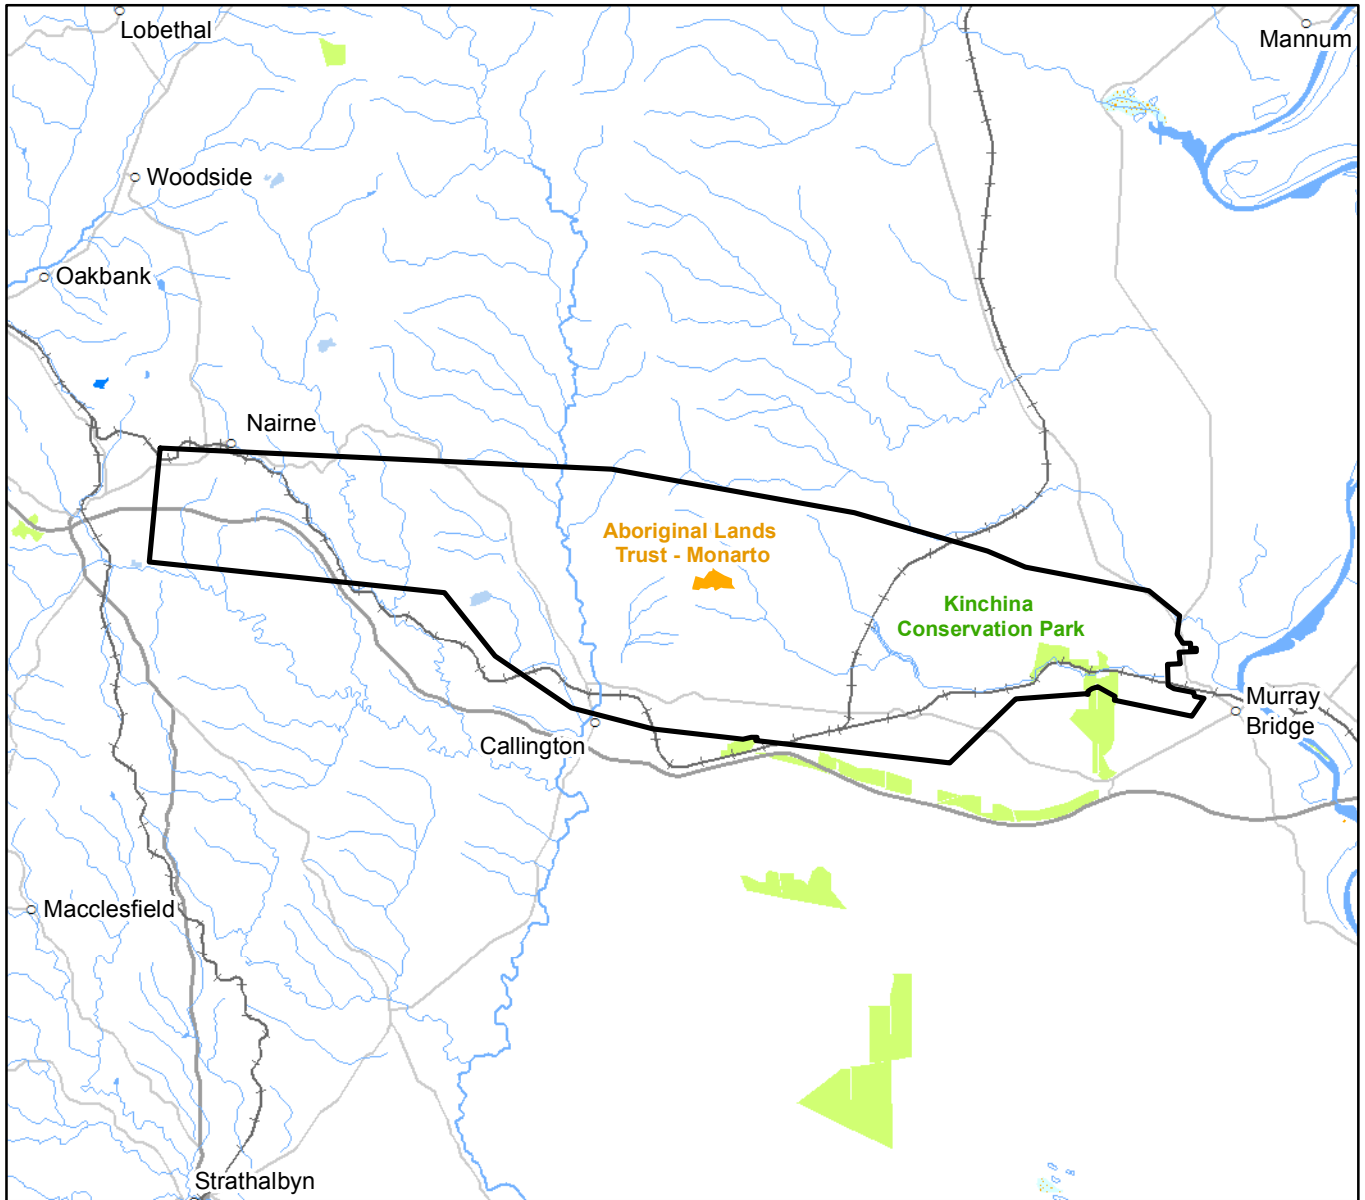 Lobethal
Mannum
Woodside
Oakbank
Nairne
Aboriginal Lands
Trust - Monarto
Kinchina
Conservation Park
Murray
Bridge
Callington
Macclesfield
Strathalbyn